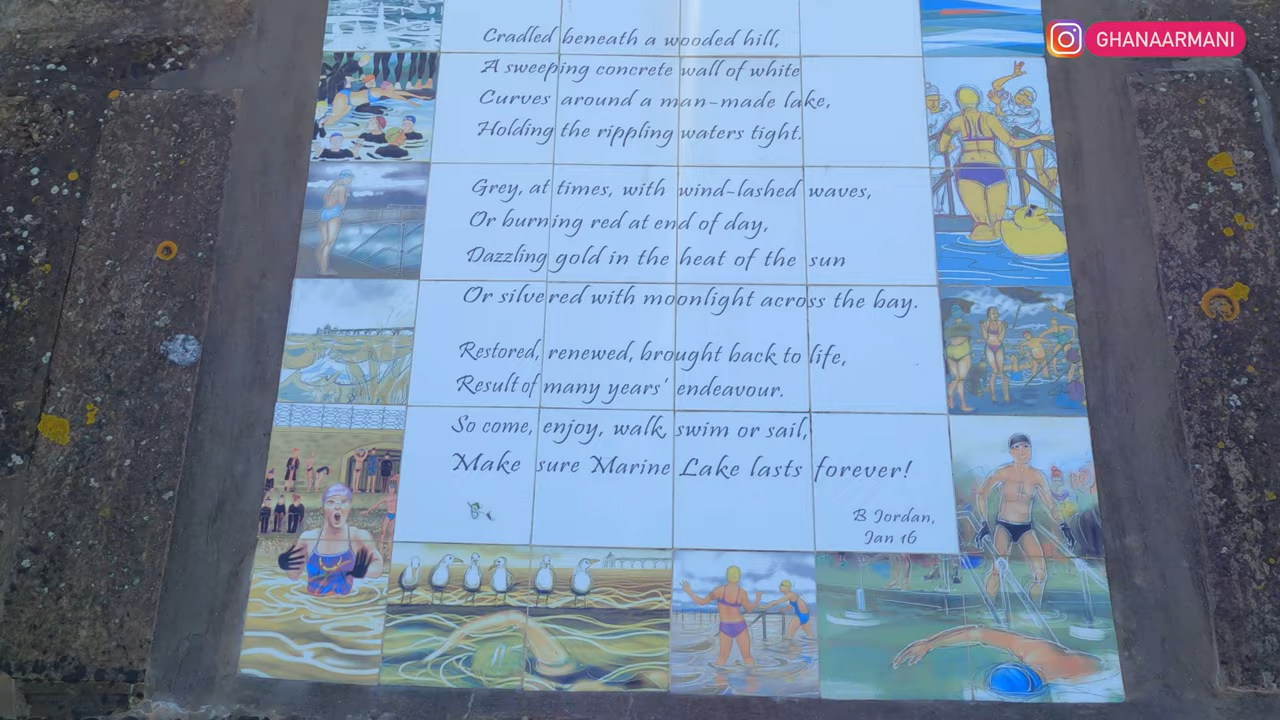 GHANAARMANI
Cradled beneath a wooded hill,
A sweeping concrete wall of white
Curves around a man-made lake,
Holding the rippling waters tight.
Grey, at times, with wind-lashed waves,
Or burning red at end of day,
Dazzling gold in the heat of the sun
Or silvered with moonlight across the bay.
Restored, renewed, brought back to life,
Result of many years' endeavour.
So come, enjoy, walk, swim or sail,
Make sure Marine Lake lasts forever!
B Jordan,
Jan 16